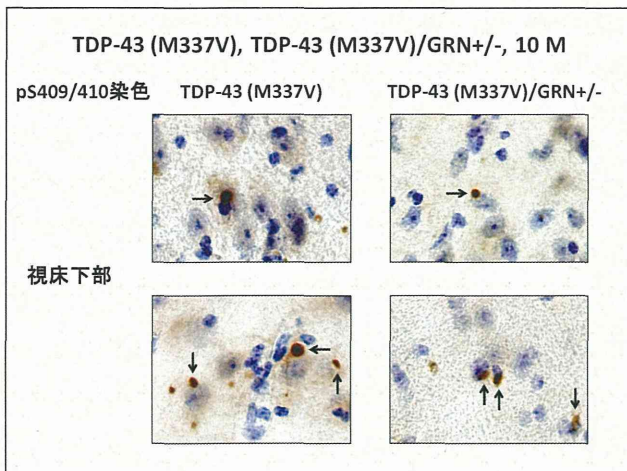 TDP-43 (M337V), TDP-43 (M337V)/GRN+/-, 10 M
pS409/410染色 TDP-43 (M337V) TDP-43 (M337V)/GRN+/-
視床下部